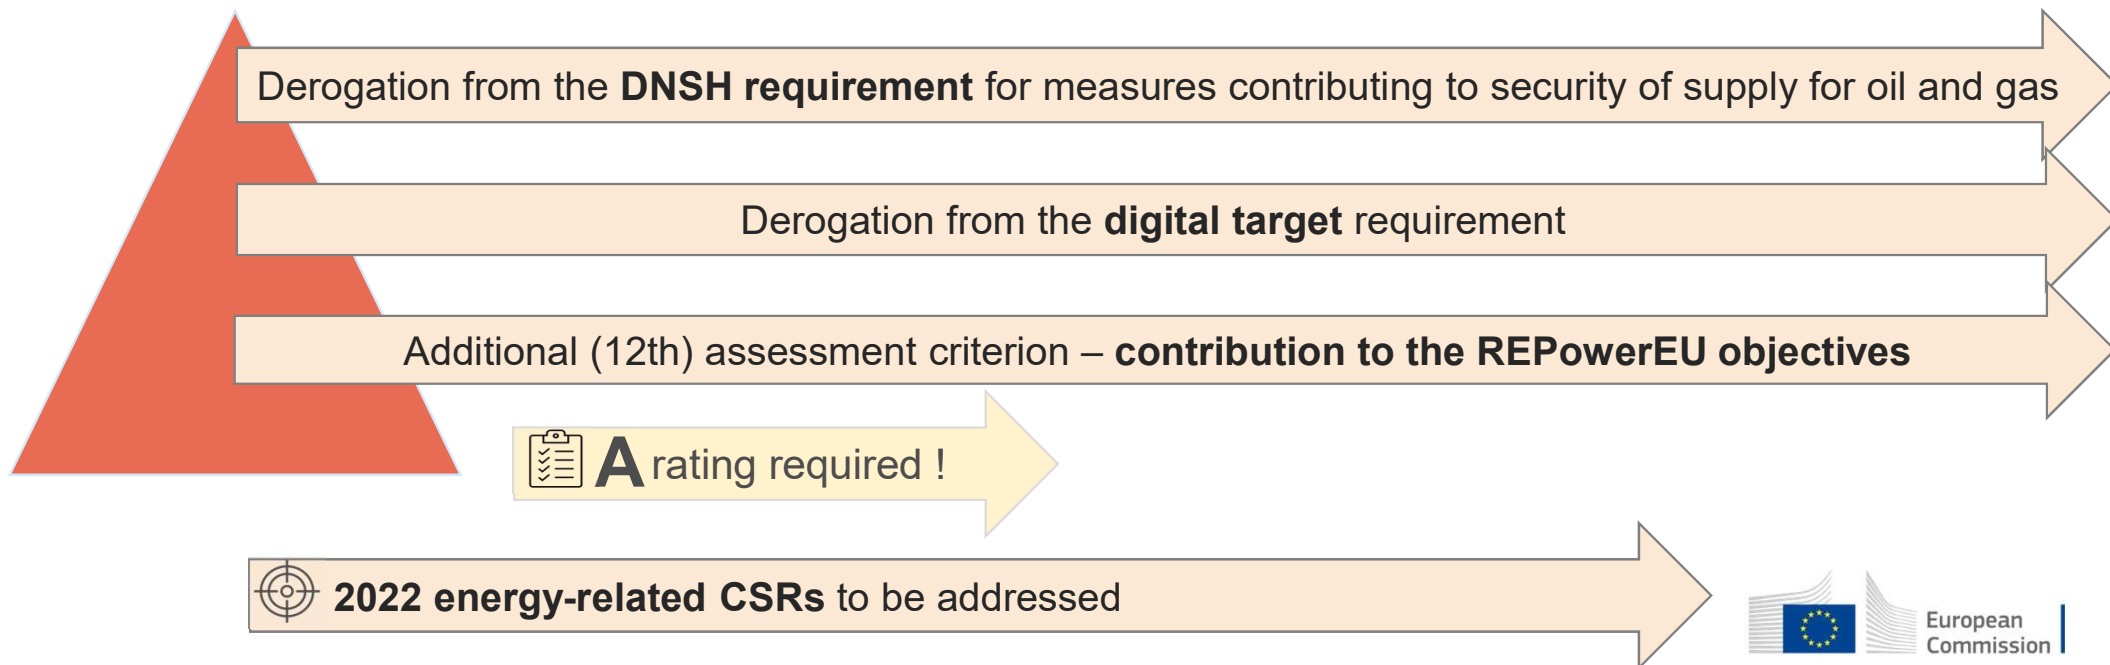 Derogation from the DNSH requirement for measures contributing to security of supply for oil and gas
Derogation from the digital target requirement
Additional (12th) assessment criterion – contribution to the REPowerEU objectives
A rating required !
2022 energy-related CSRs to be addressed
European
Commission